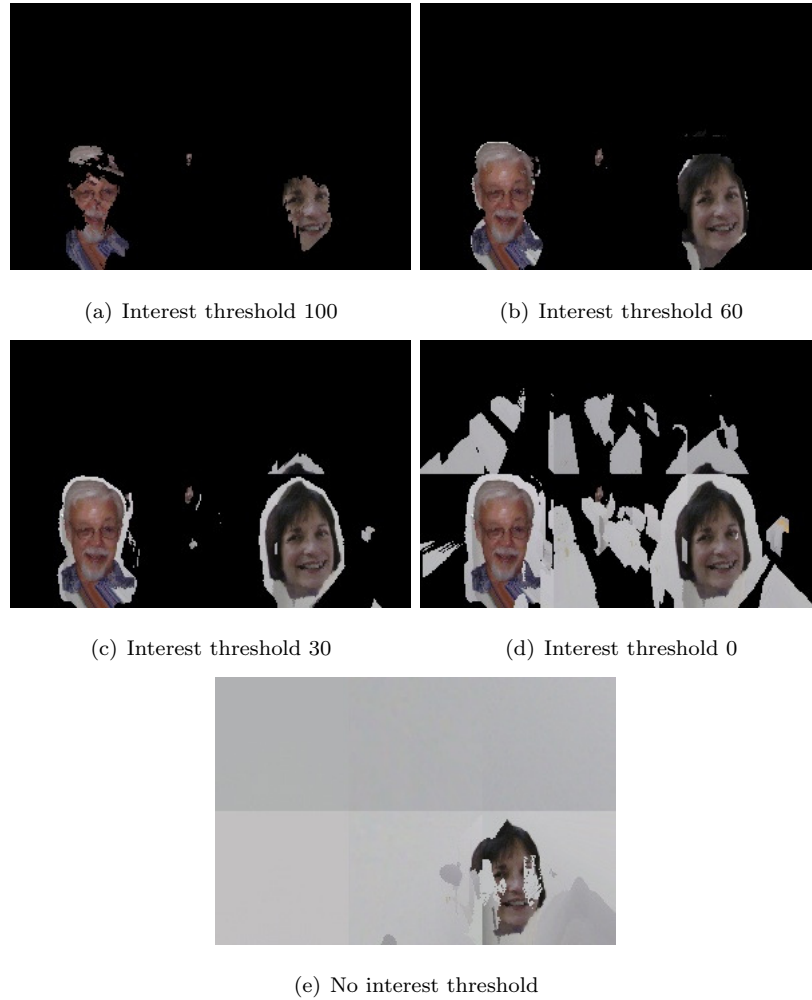 (a) Interest threshold 100
(b) Interest threshold 60
(c) Interest threshold 30
(d) Interest threshold 0
(e) No interest threshold